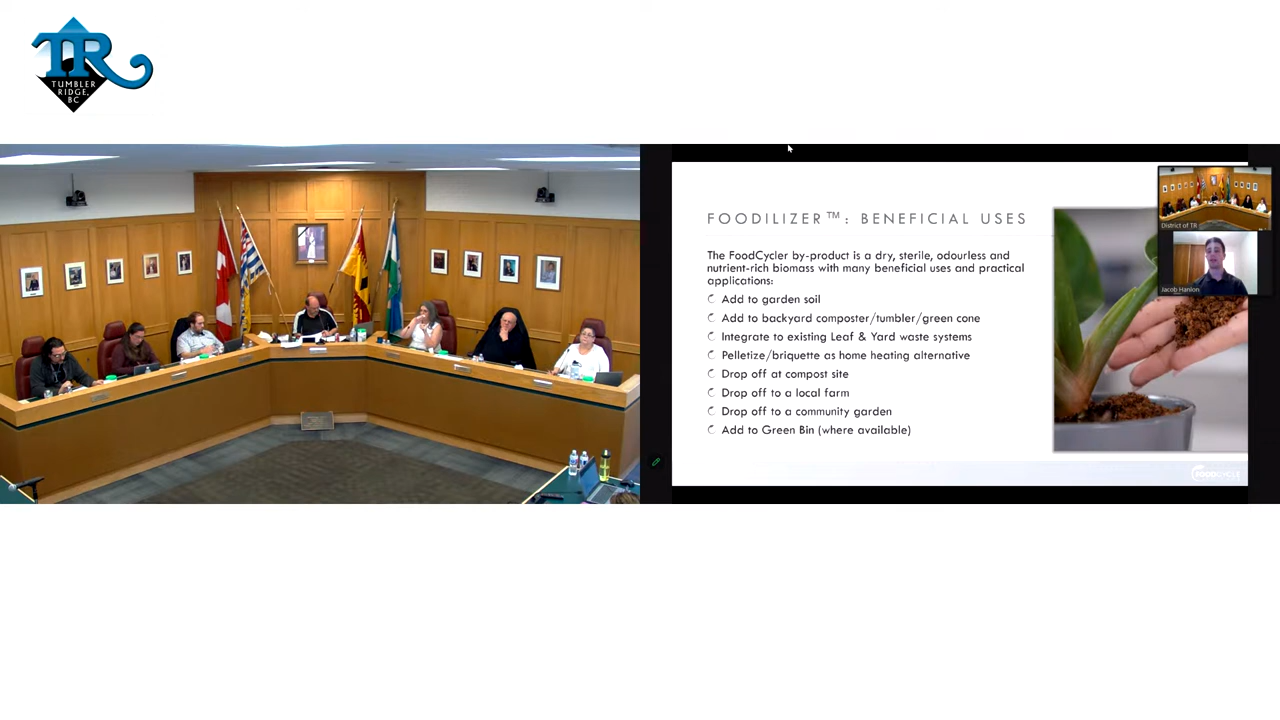 TR
TUMBLER
RIDGE,
BC
FOODILIZER™: BENEFICIAL USES
The FoodCycler by-product is a dry, sterile, odourless and
nutrient-rich biomass with many beneficial uses and practical
applications:
Add to garden soil
Add to backyard composter/tumbler/green cone
Integrate to existing Leaf & Yard waste systems
Pelletize/briquette as home heating alternative
Drop off at compost site
Drop off to a local farm
Drop off to a community garden
Add to Green Bin (where available)
District of TR
Jacob Hanlon
FOODCYCLE